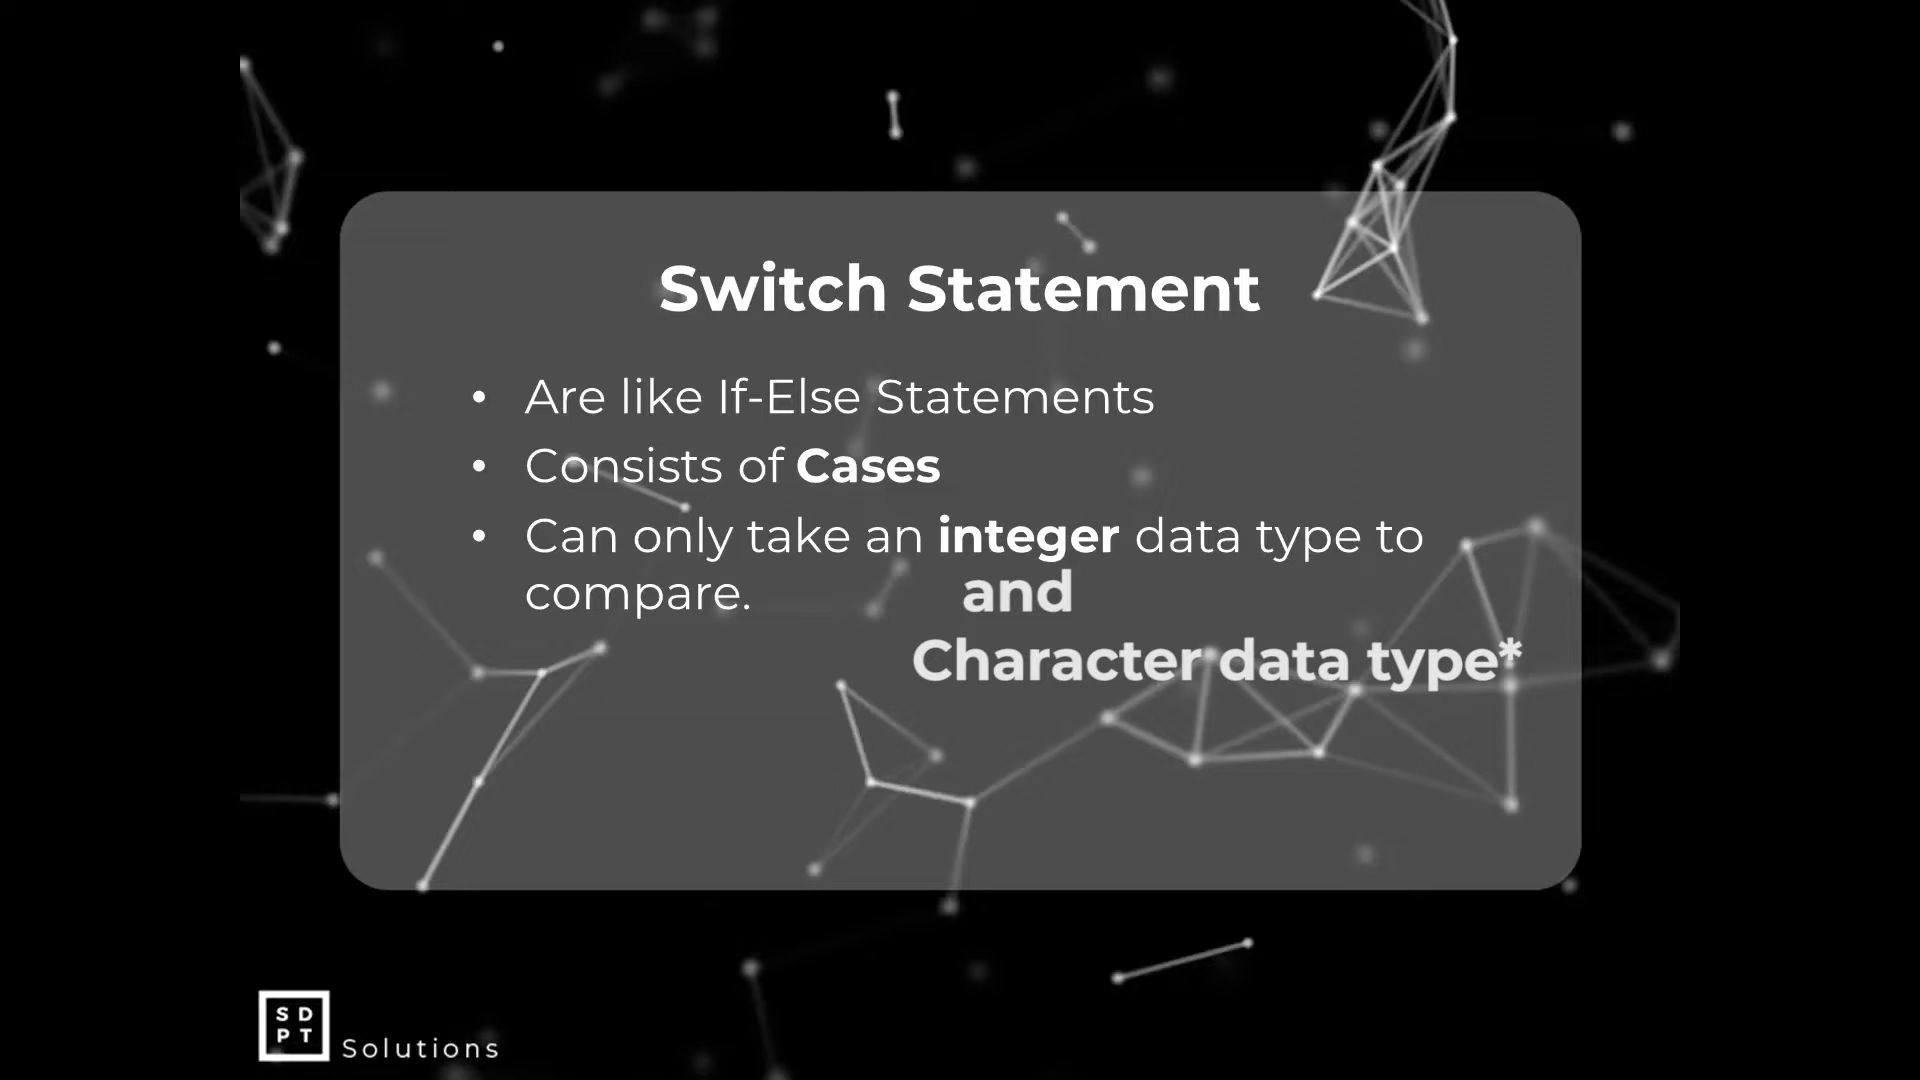 Switch Statement
• Are like If-Else Statements
• Consists of Cases
• Can only take an integer data type to
compare.
and
Character data type*
S D
P T
Solutions